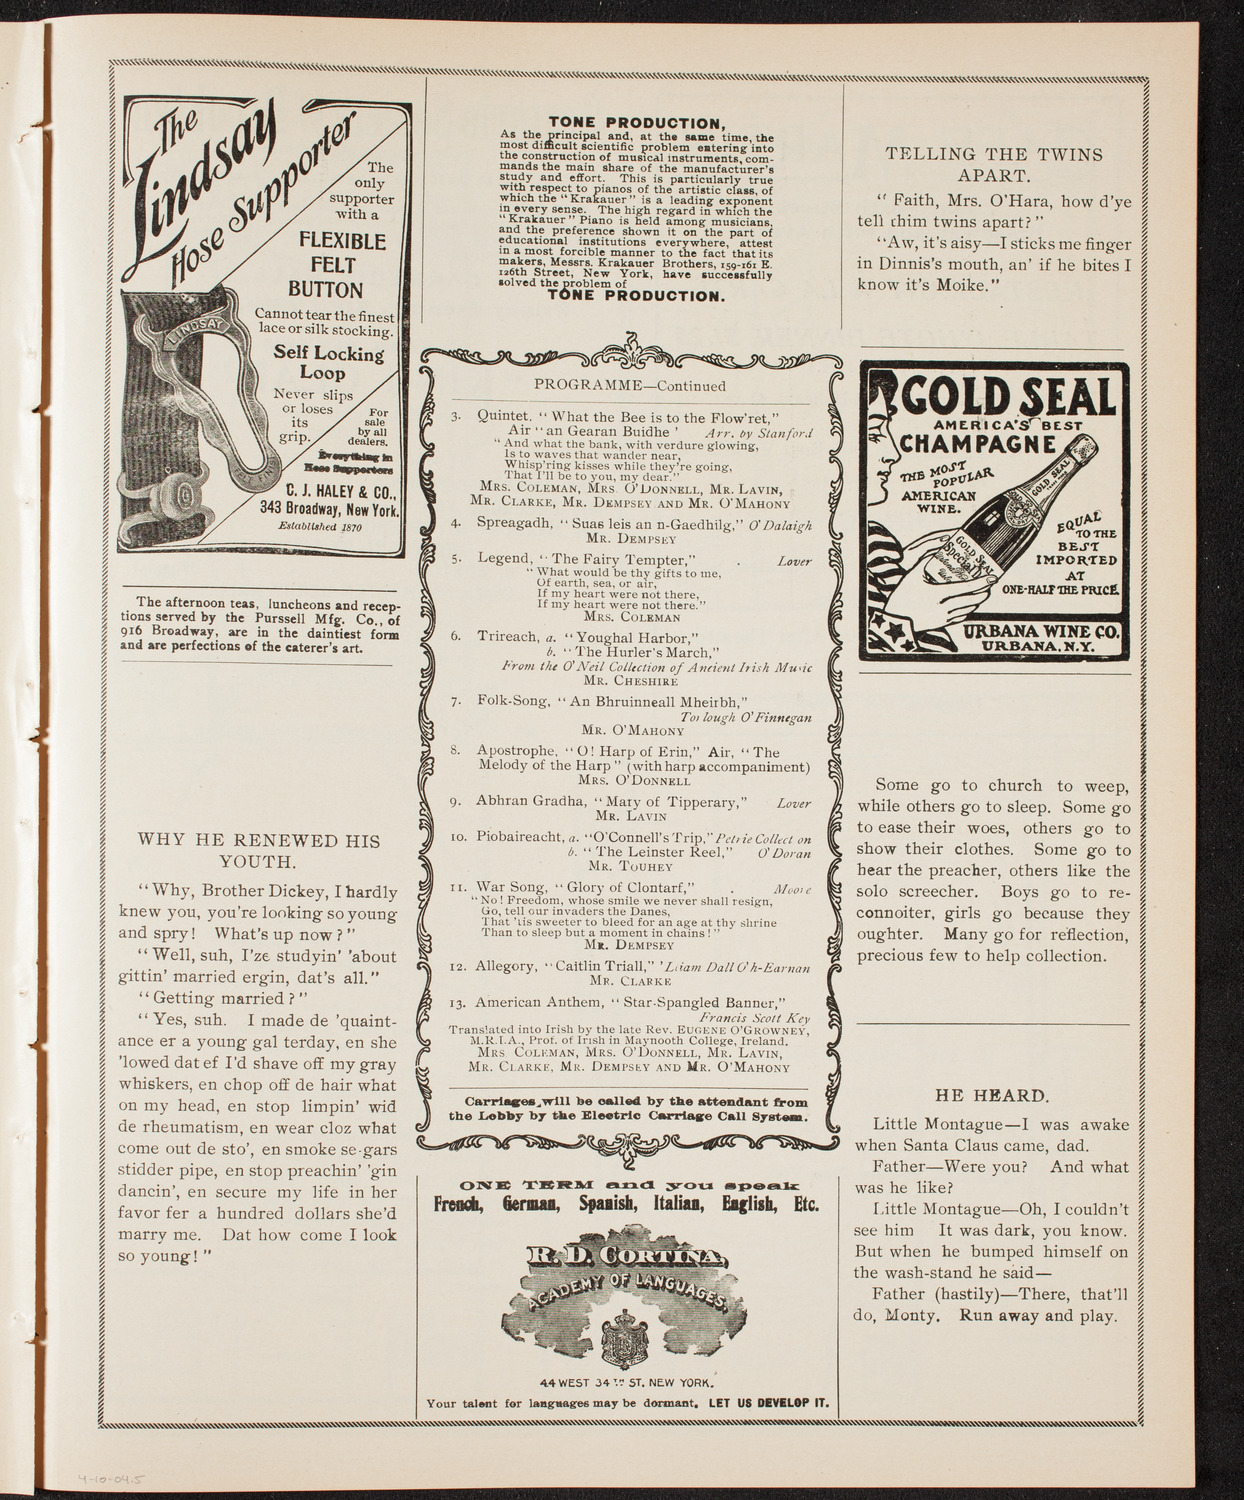 The
Lindsay
Hose Supporter
The
only
supporter
with a
FLEXIBLE
FELT
BUTTON
Cannot tear the finest
lace or silk stocking.
Self Locking
Loop
Never slips
or loses
its
grip.
For
sale
by all
dealers.
Everything in
Hose Supporters
LINDSAY
C. J. HALEY & CO.,
343 Broadway, New York.
Established 1870
The afternoon teas, luncheons and recep-
tions served by the Purssell Mfg. Co., of
916 Broadway, are in the daintiest form
and are perfections of the caterer's art.
WHY HE RENEWED HIS
YOUTH.
"Why, Brother Dickey, I hardly
knew you, you're looking so young
and spry! What's up now?"
"Well, suh, I'ze studyin' 'about
gittin' married ergin, dat's all."
"Getting married?"
"Yes, suh. I made de 'quaint-
ance er a young gal terday, en she
'lowed dat ef I'd shave off my gray
whiskers, en chop off de hair what
on my head, en stop limpin' wid
de rheumatism, en wear cloz what
come out de sto', en smoke se-gars
stidder pipe, en stop preachin' 'gin
dancin', en secure my life in her
favor fer a hundred dollars she'd
marry me. Dat how come I look
so young!"
TONE PRODUCTION,
As the principal and, at the same time, the
most difficult scientific problem entering into
the construction of musical instruments, com-
mands the main share of the manufacturer's
study and effort. This is particularly true
with respect to pianos of the artistic class, of
which the "Krakauer" is a leading exponent
in every sense. The high regard in which the
"Krakauer" Piano is held among musicians,
and the preference shown it on the part of
educational institutions everywhere, attest
in a most forcible manner to the fact that its
makers, Messrs. Krakauer Brothers, 159-161 E.
126th Street, New York, have successfully
solved the problem of
TONE PRODUCTION.
PROGRAMME—Continued
3. Quintet, "What the Bee is to the Flow'ret,"
Air "an Gearan Buidhe' Arr. by Stanford
"And what the bank, with verdure glowing,
Is to waves that wander near,
Whisp'ring kisses while they're going,
That I'll be to you, my dear."
MRS. COLEMAN, MRS O'DONNELL, MR. LAVIN,
MR. CLARKE, MR. DEMPSEY AND MR. O'MAHONY
4. Spreagadh, "Suas leis an n-Gaedhilg," O'Dalaigh
MR. DEMPSEY
5. Legend, "The Fairy Tempter," . Lover
"What would be thy gifts to me,
Of earth, sea, or air,
If my heart were not there,
If my heart were not there."
MRS. COLEMAN
6. Trireach, a. "Youghal Harbor,"
b. "The Hurler's March,"
From the O'Neil Collection of Ancient Irish Music
MR. CHESHIRE
7. Folk-Song, "An Bhruinneall Mheirbh,"
Torlough O'Finnegan
MR. O'MAHONY
8. Apostrophe, "O! Harp of Erin," Air, "The
Melody of the Harp" (with harp accompaniment)
MRS. O'DONNELL
9. Abhran Gradha, "Mary of Tipperary," Lover
MR. LAVIN
10. Piobaireacht, a. "O'Connell's Trip," Petrie Collection
b. "The Leinster Reel," O'Doran
MR. TOUHEY
11. War Song, "Glory of Clontarf," . Moore
"No! Freedom, whose smile we never shall resign,
Go, tell our invaders the Danes,
That 'tis sweeter to bleed for an age at thy shrine
Than to sleep but a moment in chains!"
MR. DEMPSEY
12. Allegory, "Caitlin Triall," 'Liam Dall O'h-Earnan
MR. CLARKE
13. American Anthem, "Star-Spangled Banner,"
Francis Scott Key
Translated into Irish by the late Rev. EUGENE O'GROWNEY,
M.R.I.A., Prof. of Irish in Maynooth College, Ireland.
MRS COLEMAN, MRS. O'DONNELL, MR. LAVIN,
MR. CLARKE, MR. DEMPSEY AND MR. O'MAHONY
Carriages will be called by the attendant from
the Lobby by the Electric Carriage Call System.
ONE TERM and you speak
French, German, Spanish, Italian, English, Etc.
R. D. CORTINA,
ACADEMY OF LANGUAGES,
44 WEST 34TH ST, NEW YORK.
Your talent for languages may be dormant, LET US DEVELOP IT.
TELLING THE TWINS
APART.
"Faith, Mrs. O'Hara, how d'ye
tell thim twins apart?"
"Aw, it's aisy—I sticks me finger
in Dinnis's mouth, an' if he bites I
know it's Moike."
GOLD SEAL
AMERICA'S BEST
CHAMPAGNE
THE MOST
POPULAR
AMERICAN
WINE.
GOLD SEAL
Special
EQUAL
TO THE
BEST
IMPORTED
AT
ONE-HALF THE PRICE
URBANA WINE CO.
URBANA, N.Y.
Some go to church to weep,
while others go to sleep. Some go
to ease their woes, others go to
show their clothes. Some go to
hear the preacher, others like the
solo screecher. Boys go to re-
connoiter, girls go because they
oughter. Many go for reflection,
precious few to help collection.
HE HEARD.
Little Montague—I was awake
when Santa Claus came, dad.
Father—Were you? And what
was he like?
Little Montague—Oh, I couldn't
see him It was dark, you know.
But when he bumped himself on
the wash-stand he said—
Father (hastily)—There, that'll
do, Monty. Run away and play.
4-10-04.5